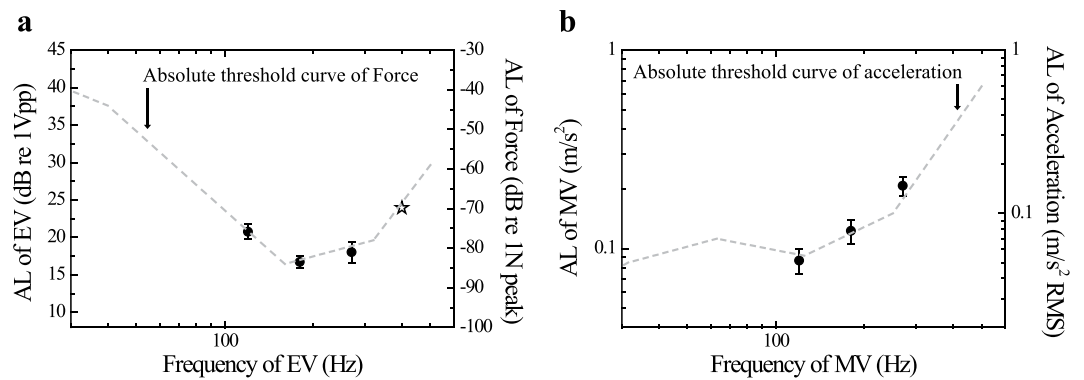 a
45
40
35
30
25
20
15
10
AL of EV (dB re 1Vpp)
Absolute threshold curve of Force
-30
-40
-50
-60
-70
-80
-90
-100
AL of Force (dB re 1N peak)
100
Frequency of EV (Hz)
b
1
0.1
AL of MV (m/s²)
Absolute threshold curve of acceleration
1
0.1
AL of Acceleration (m/s² RMS)
100
Frequency of MV (Hz)